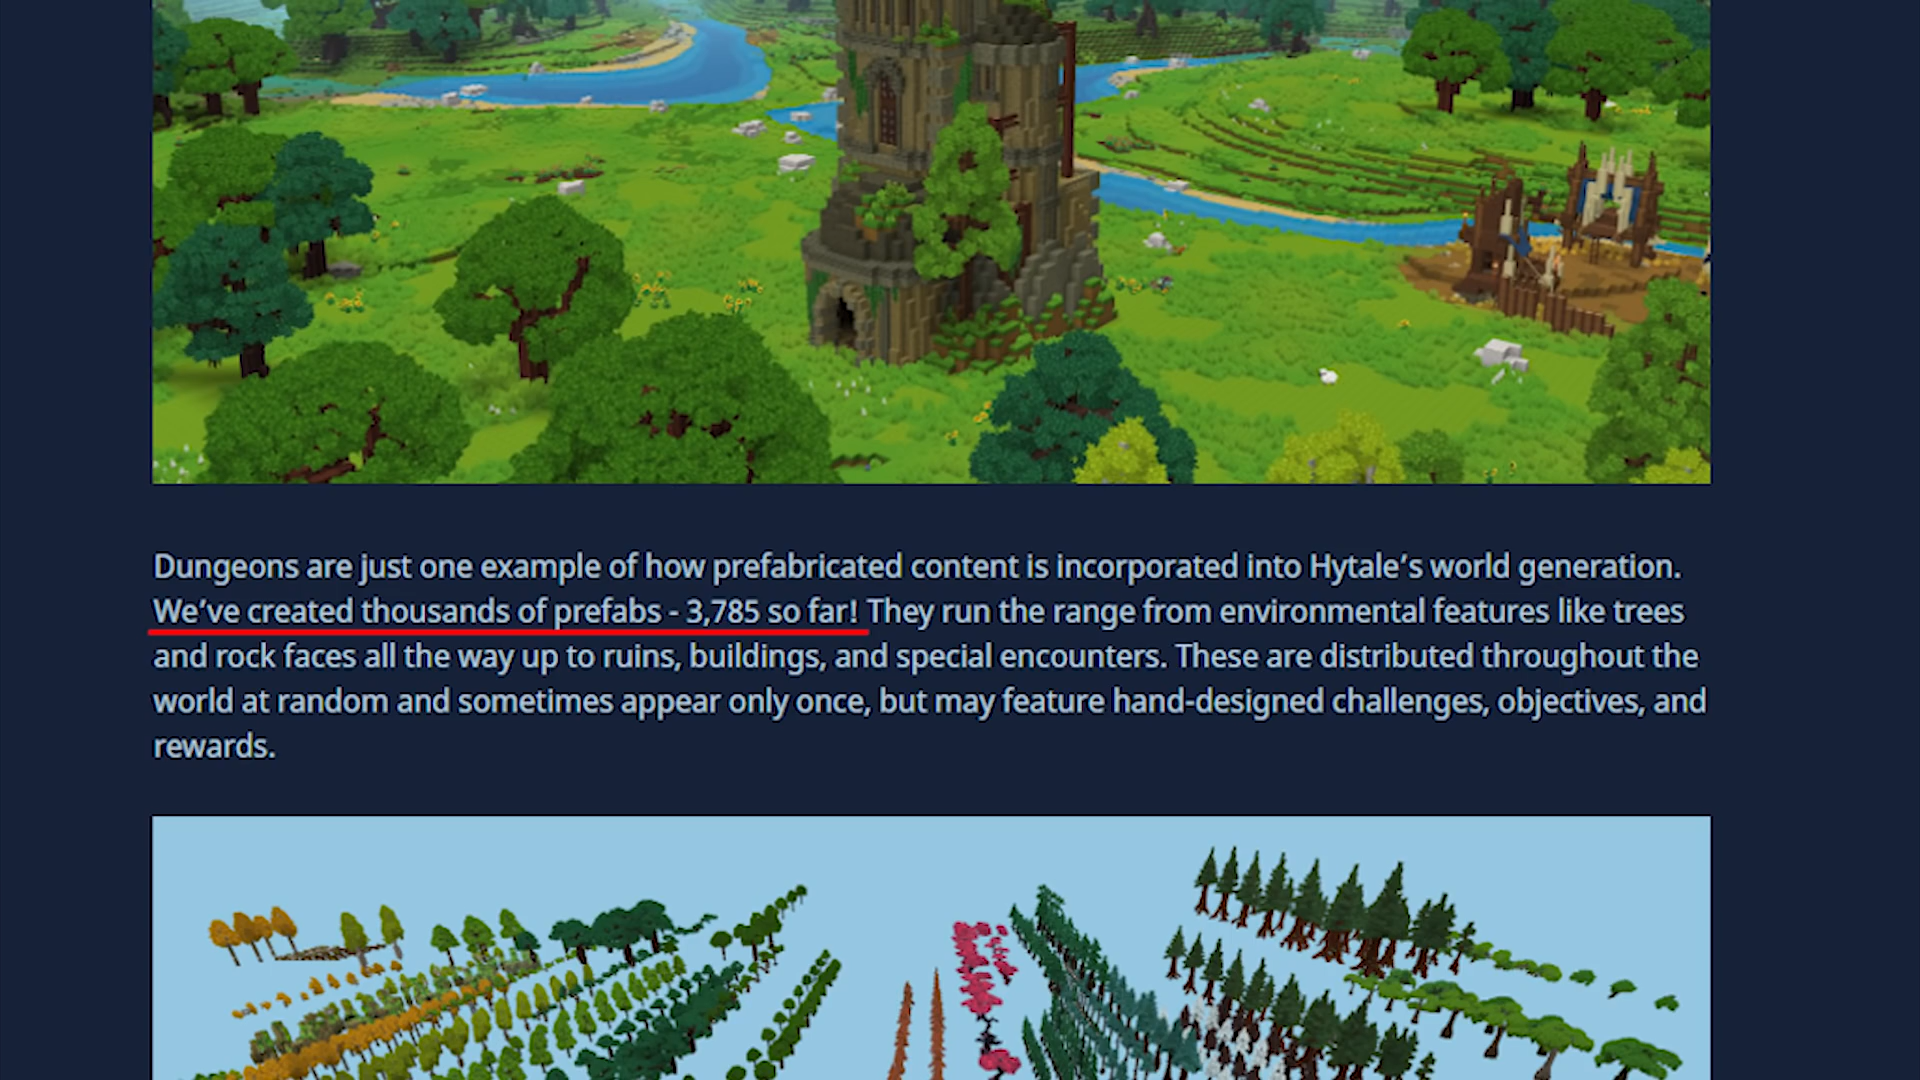 Dungeons are just one example of how prefabricated content is incorporated into Hytale’s world generation.
We’ve created thousands of prefabs - 3,785 so far! They run the range from environmental features like trees
and rock faces all the way up to ruins, buildings, and special encounters. These are distributed throughout the
world at random and sometimes appear only once, but may feature hand-designed challenges, objectives, and
rewards.